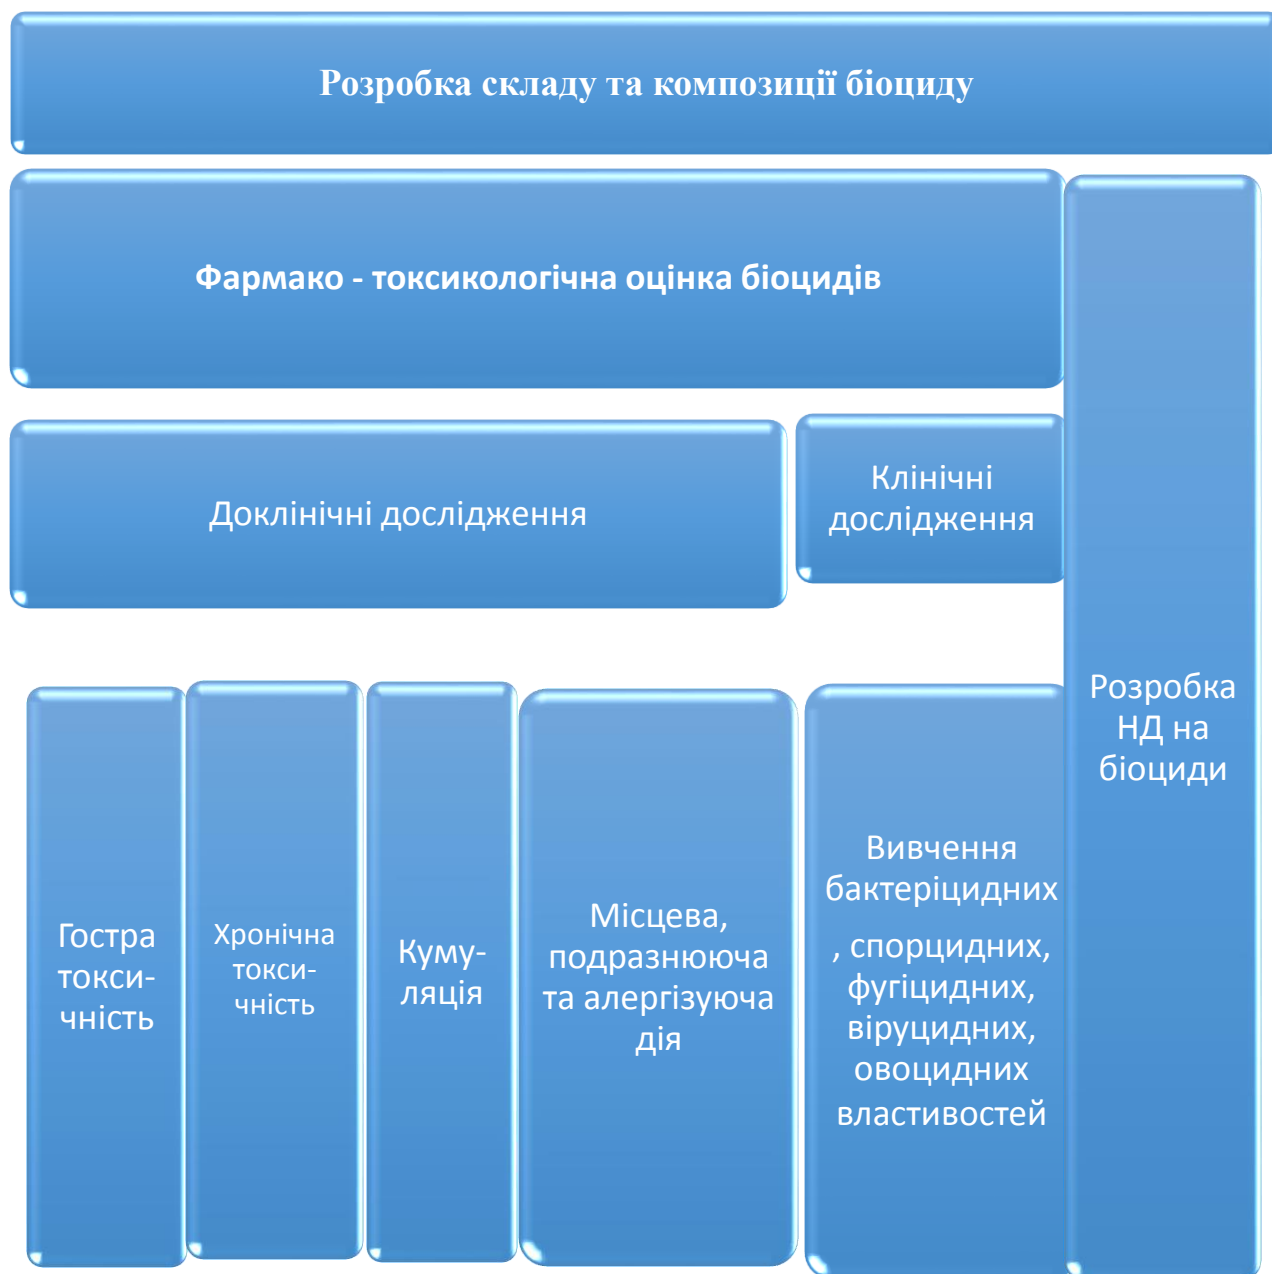 Розробка складу та композиції біоциду
Фармако - токсикологічна оцінка біоцидів
Доклінічні дослідження
Клінічні
дослідження
Розробка
НД на
біоциди
Гостра
токси-
чність
Хронічна
токси-
чність
Куму-
ляція
Місцева,
подразнююча
та алергізуюча
дія
Вивчення
бактеріцидних
, спорцидних,
фугіцидних,
віруцидних,
овоцидних
властивостей